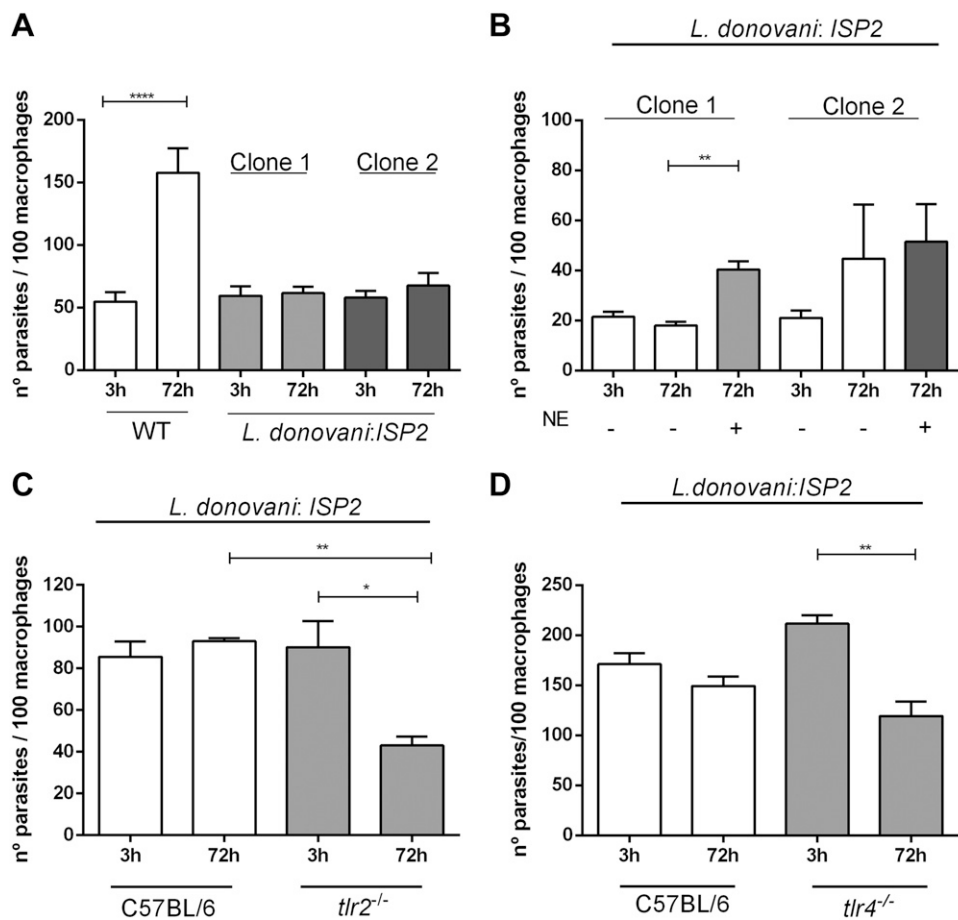 A
****
nº parasites / 100 macrophages
200
150
100
50
0
Clone 1
Clone 2
3h 72h 3h 72h 3h 72h
WT
L. donovani:ISP2
B
L. donovani: ISP2
Clone 1
Clone 2
**
nº parasites / 100 macrophages
100
80
60
40
20
0
3h 72h 72h 3h 72h 72h
NE - - + - - +
C
L. donovani: ISP2
**
*
nº parasites / 100 macrophages
120
100
80
60
40
20
0
3h 72h 3h 72h
C57BL/6
tlr2-/-
D
L.donovani:ISP2
**
nº parasites/100 macrophages
250
200
150
100
50
0
3h 72h 3h 72h
C57BL/6
tlr4-/-